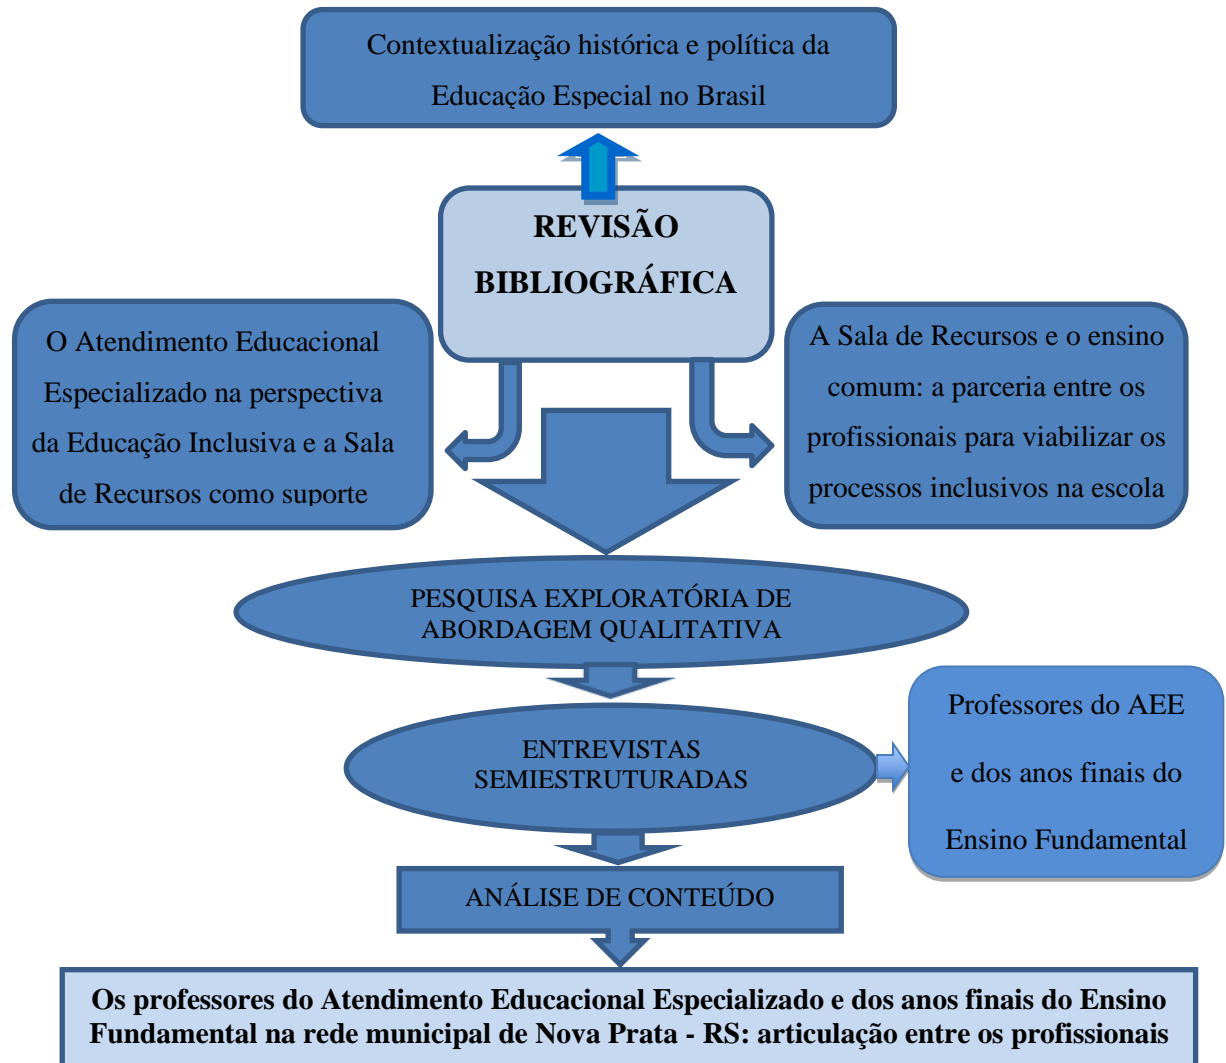 Contextualização histórica e política da
Educação Especial no Brasil
REVISÃO
BIBLIOGRÁFICA
O Atendimento Educacional
Especializado na perspectiva
da Educação Inclusiva e a Sala
de Recursos como suporte
A Sala de Recursos e o ensino
comum: a parceria entre os
profissionais para viabilizar os
processos inclusivos na escola
PESQUISA EXPLORATÓRIA DE
ABORDAGEM QUALITATIVA
ENTREVISTAS
SEMIESTRUTURADAS
Professores do AEE
e dos anos finais do
Ensino Fundamental
ANÁLISE DE CONTEÚDO
Os professores do Atendimento Educacional Especializado e dos anos finais do Ensino
Fundamental na rede municipal de Nova Prata - RS: articulação entre os profissionais